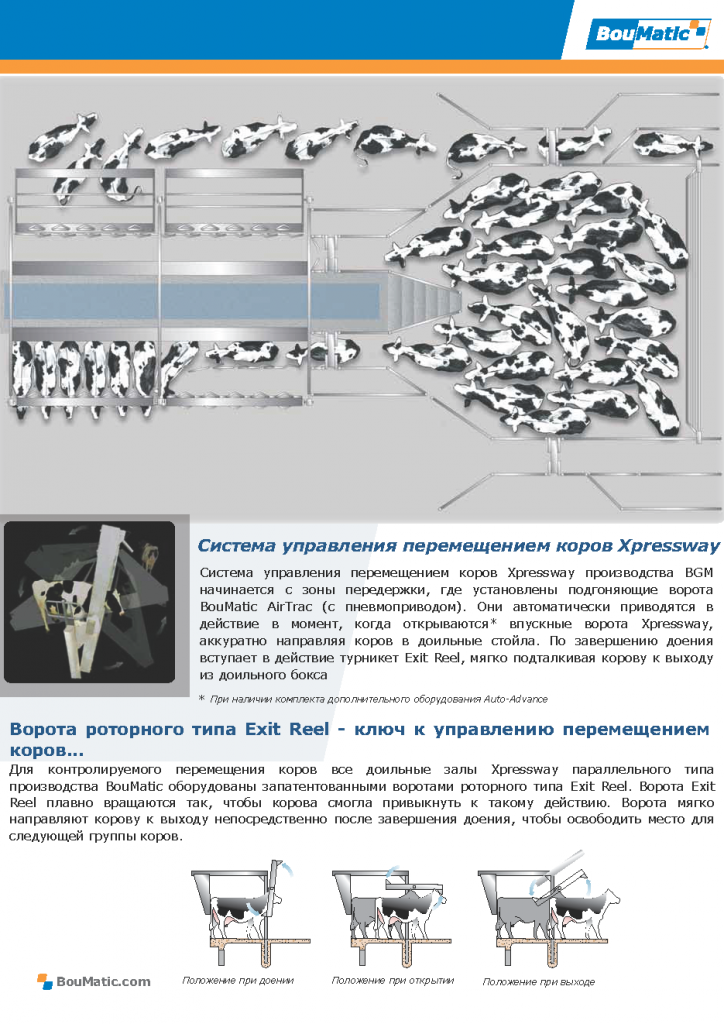 BouMatic
Система управления перемещением коров Xpressway
Система управления перемещением коров Xpressway производства BGM
начинается с зоны передержки, где установлены подгоняющие ворота
BouMatic AirTrac (с пневмоприводом). Они автоматически приводятся в
действие в момент, когда открываются* впускные ворота Xpressway,
аккуратно направляя коров в доильные стойла. По завершению доения
вступает в действие турникет Exit Reel, мягко подталкивая корову к выходу
из доильного бокса
* При наличии комплекта дополнительного оборудования Auto-Advance
Ворота роторного типа Exit Reel - ключ к управлению перемещением
коров...
Для контролируемого перемещения коров все доильные залы Xpressway параллельного типа
производства BouMatic оборудованы запатентованными воротами роторного типа Exit Reel. Ворота Exit
Reel плавно вращаются так, чтобы корова смогла привыкнуть к такому действию. Ворота мягко
направляют корову к выходу непосредственно после завершения доения, чтобы освободить место для
следующей группы коров.
BouMatic.com
Положение при доении
Положение при открытии
Положение при выходе